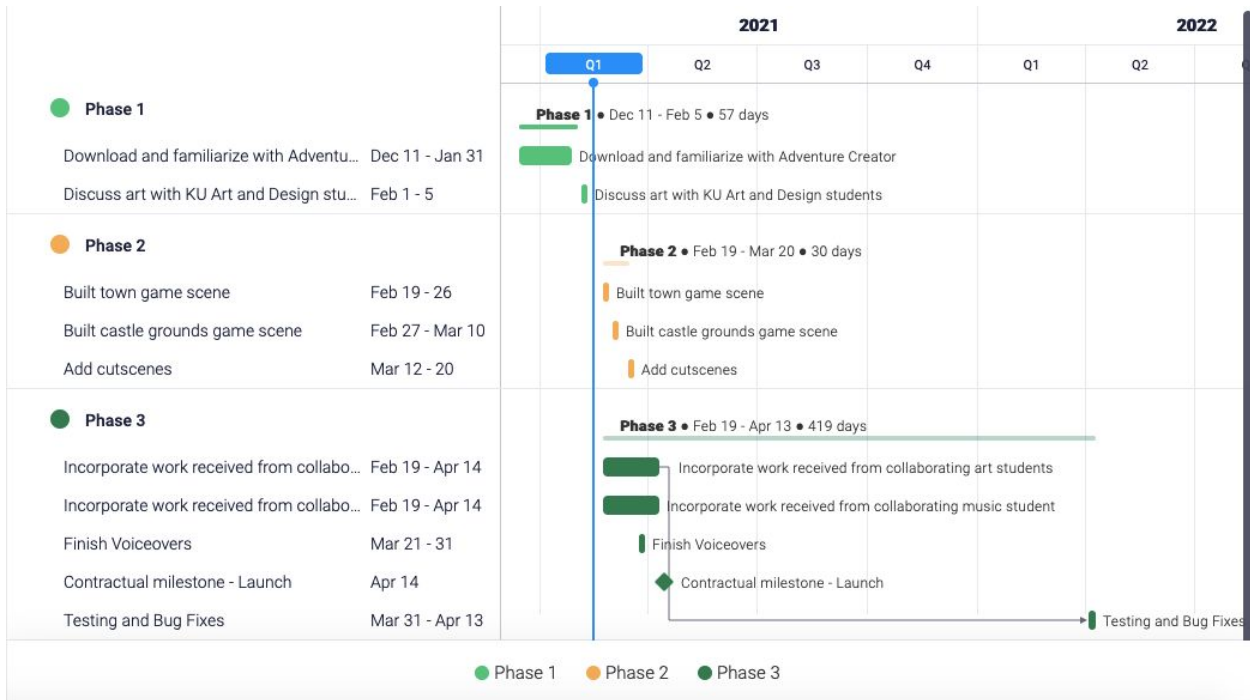 2021 2022
Q1 Q2 Q3 Q4 Q1 Q2
Phase 1 Phase 1 • Dec 11 - Feb 5 • 57 days
Download and familiarize with Adventu... Dec 11 - Jan 31 Download and familiarize with Adventure Creator
Discuss art with KU Art and Design stu... Feb 1 - 5 Discuss art with KU Art and Design students
Phase 2 Phase 2 • Feb 19 - Mar 20 • 30 days
Built town game scene Feb 19 - 26 Built town game scene
Built castle grounds game scene Feb 27 - Mar 10 Built castle grounds game scene
Add cutscenes Mar 12 - 20 Add cutscenes
Phase 3 Phase 3 • Feb 19 - Apr 13 • 419 days
Incorporate work received from collabo... Feb 19 - Apr 14 Incorporate work received from collaborating art students
Incorporate work received from collabo... Feb 19 - Apr 14 Incorporate work received from collaborating music student
Finish Voiceovers Mar 21 - 31 Finish Voiceovers
Contractual milestone - Launch Apr 14 Contractual milestone - Launch
Testing and Bug Fixes Mar 31 - Apr 13 Testing and Bug Fixes
Phase 1 Phase 2 Phase 3